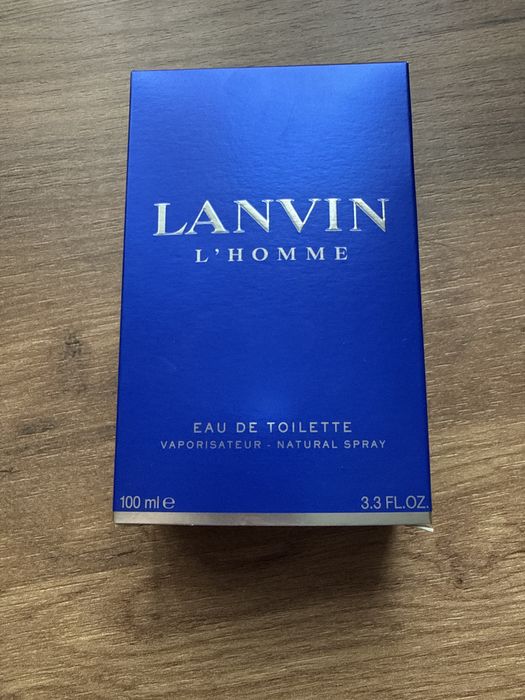 LANVIN
L'HOMME
EAU DE TOILETTE
VAPORISATEUR - NATURAL SPRAY
100 ml e 3.3 FL.OZ.